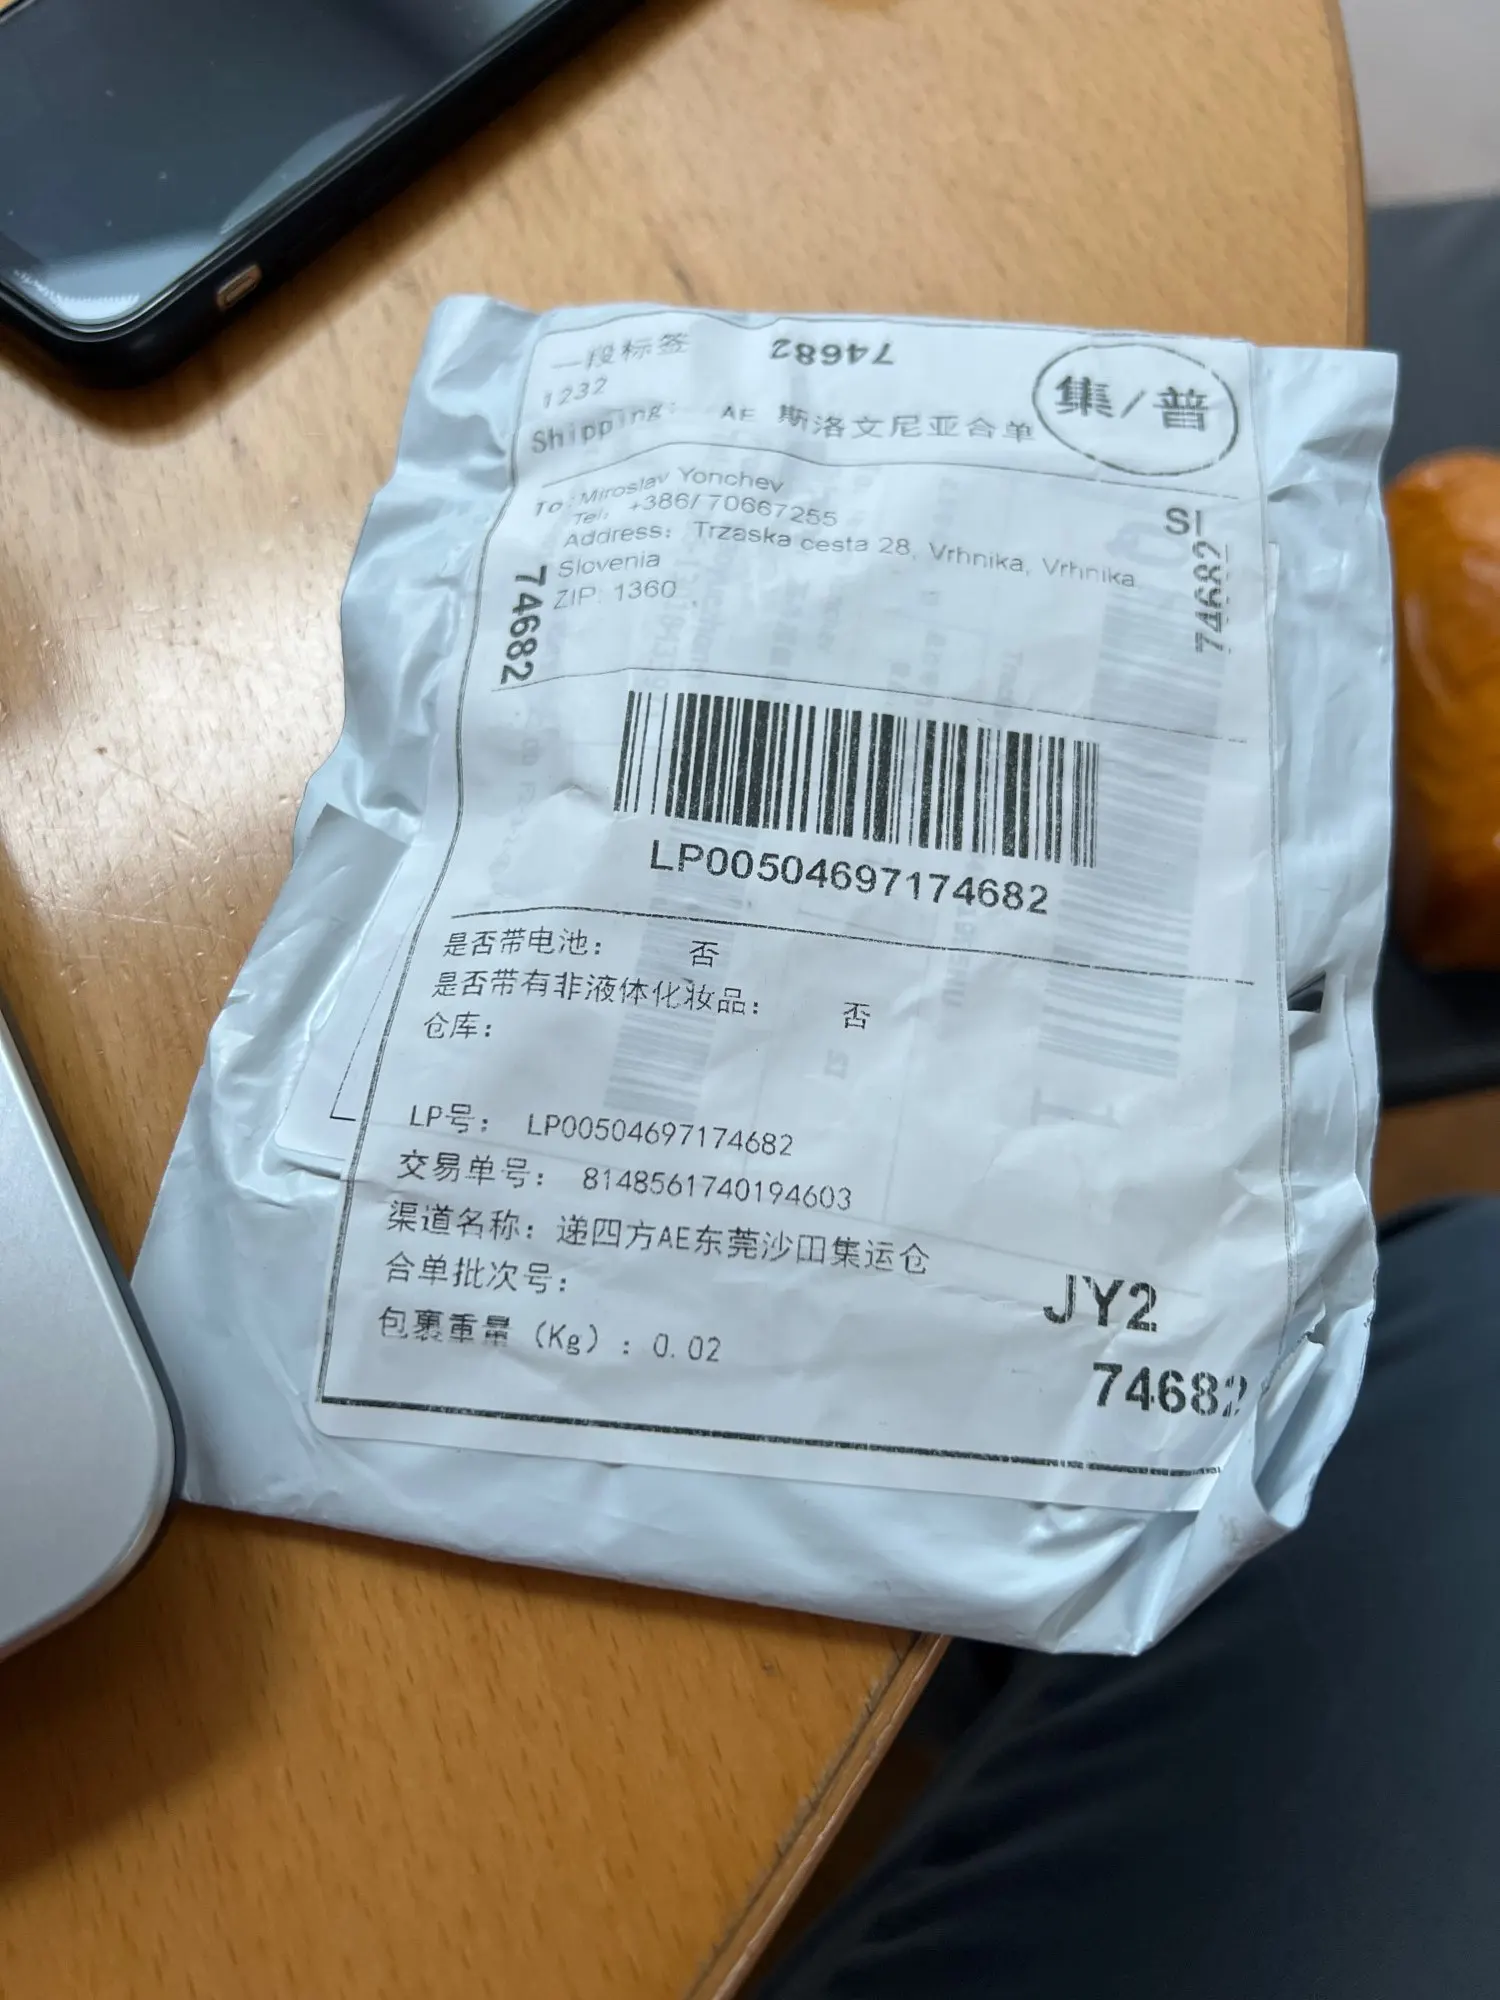 一段标签
74682
集/普
1232
Shipping: AE 斯洛文尼亚合单
To: Miroslav Yonchev
Tel: +386/ 70667255
Address: Trzaska cesta 28, Vrhnika, Vrhnika
Slovenia
ZIP: 1360
SI
74682
74682
LP00504697174682
是否带电池： 否
是否带有非液体化妆品： 否
仓库：
LP号： LP00504697174682
交易单号： 8148561740194603
渠道名称：递四方AE东莞沙田集运仓
合单批次号：
包裹重量（Kg）：0.02
JY2
74682